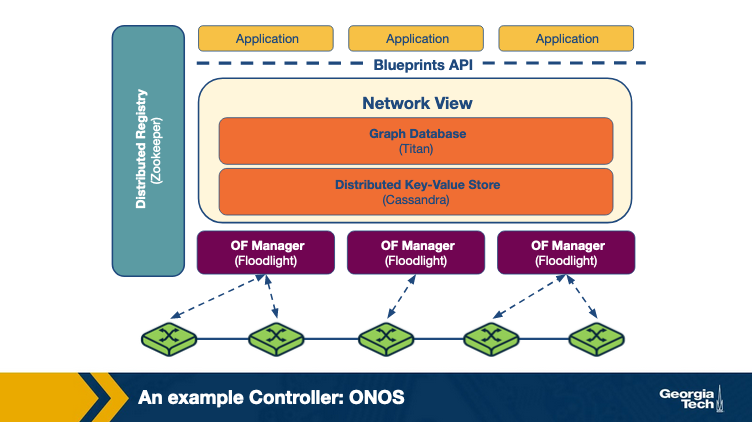 Distributed Registry
(Zookeeper)
Application
Application
Application
Blueprints API
Network View
Graph Database
(Titan)
Distributed Key-Value Store
(Cassandra)
OF Manager
(Floodlight)
OF Manager
(Floodlight)
OF Manager
(Floodlight)
An example Controller: ONOS
Georgia
Tech